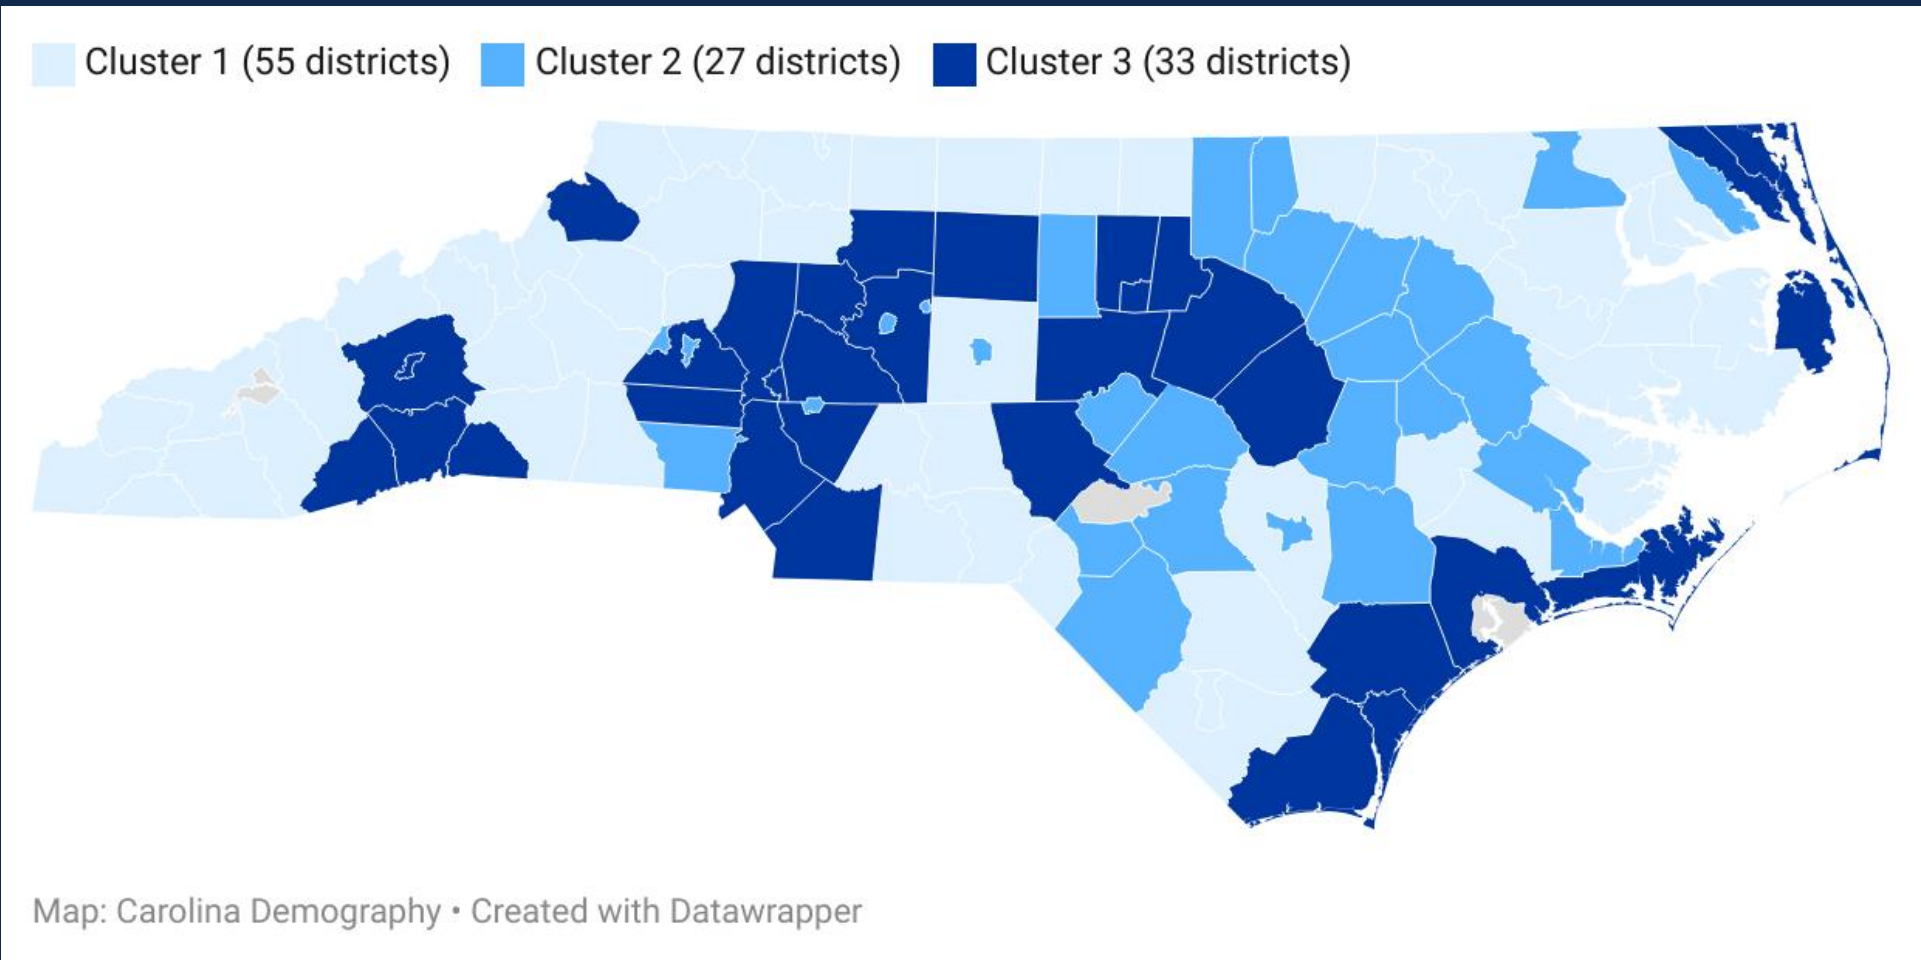 Cluster 1 (55 districts) Cluster 2 (27 districts) Cluster 3 (33 districts)
Map: Carolina Demography • Created with Datawrapper